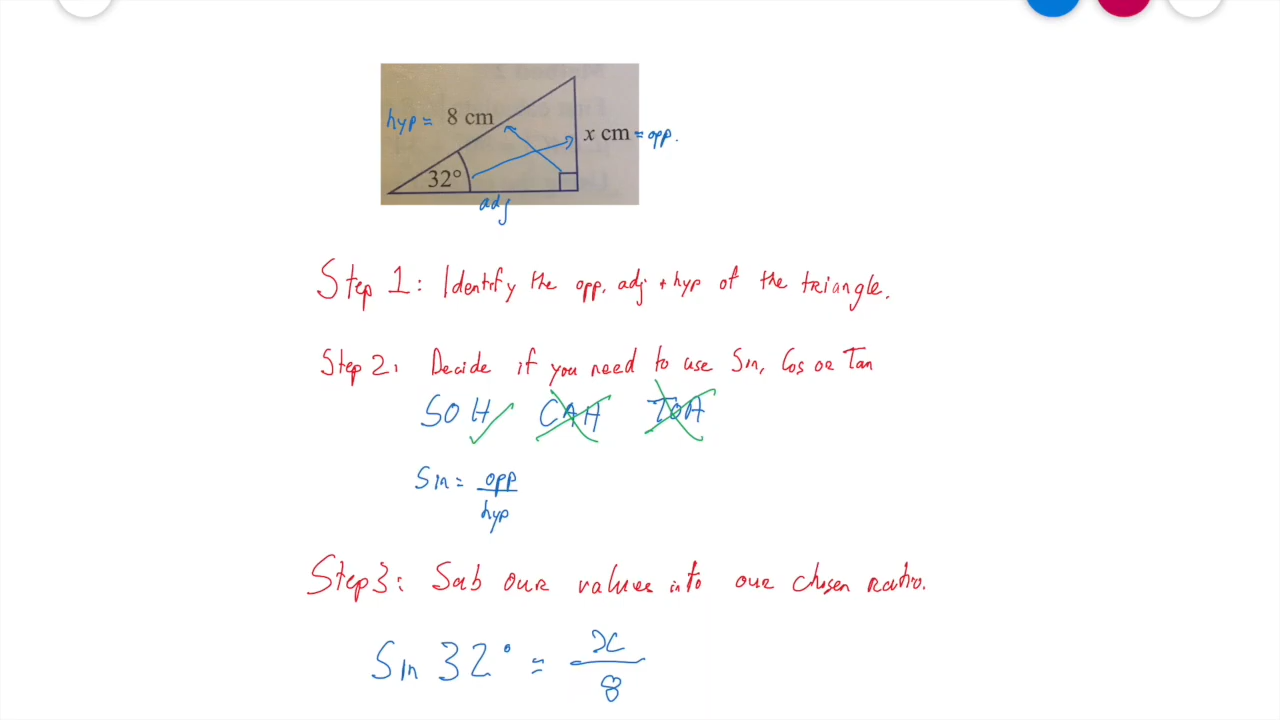 hyp = 8 cm
x cm = opp.
32°
adj
Step 1: Identify the opp. adj + hyp of the triangle.
Step 2: Decide if you need to use Sin, Cos or Tan
SOH CAH TOA
Sin = opp
hyp
Step 3: Sub our values into our chosen ratio.
Sin 32° = x
8